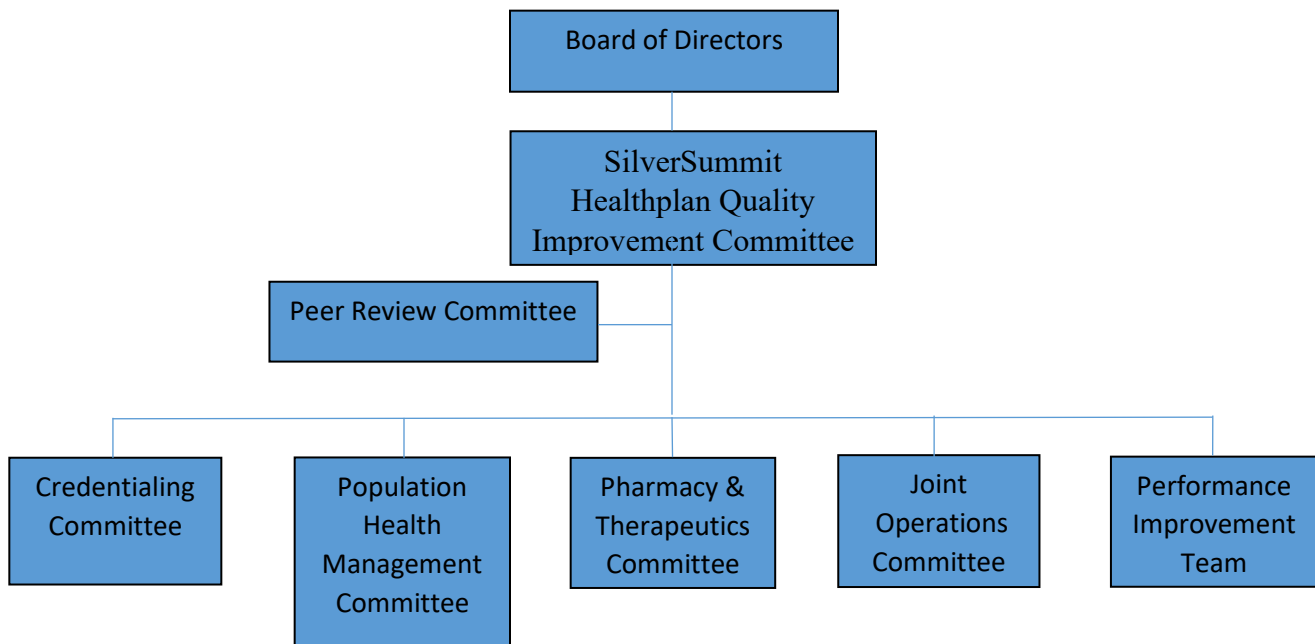 Board of Directors
SilverSummit
Healthplan Quality
Improvement Committee
Peer Review Committee
Credentialing
Committee
Population
Health
Management
Committee
Pharmacy &
Therapeutics
Committee
Joint
Operations
Committee
Performance
Improvement
Team